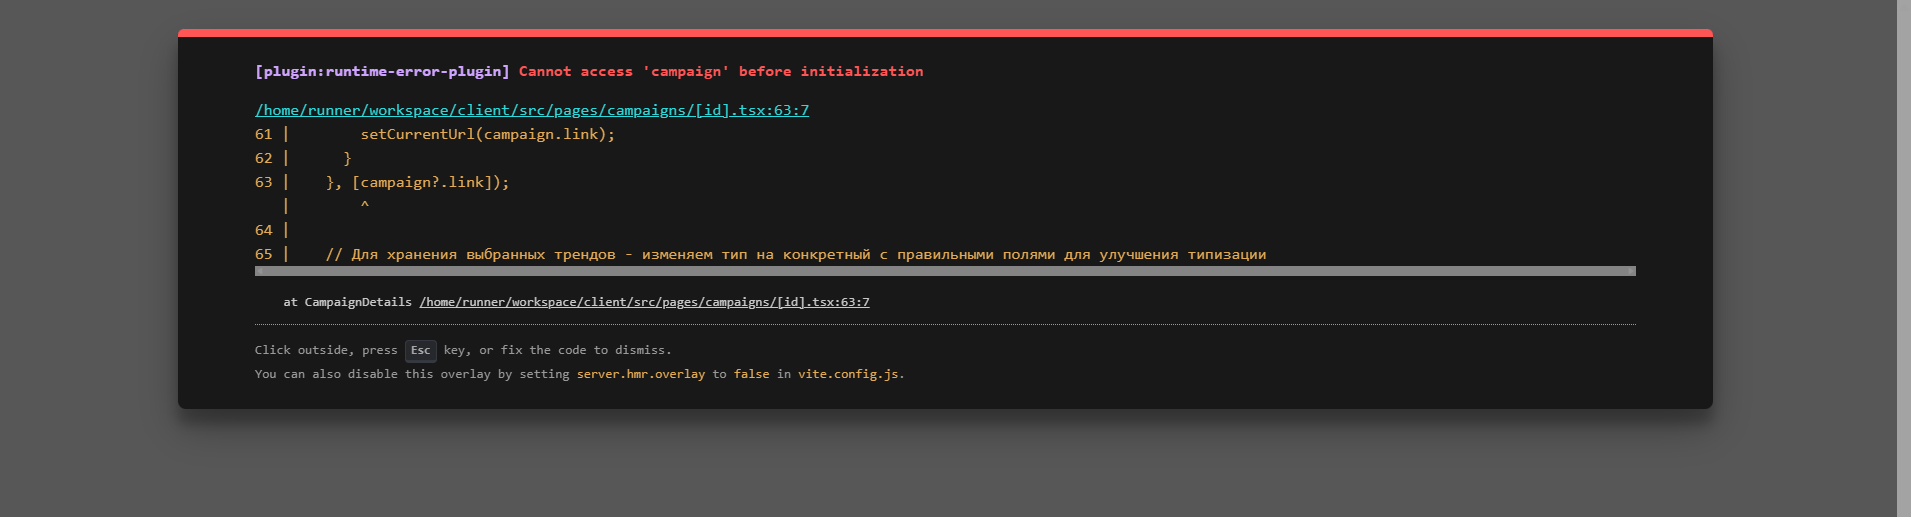 [plugin:runtime-error-plugin] Cannot access 'campaign' before initialization
/home/runner/workspace/client/src/pages/campaigns/[id].tsx:63:7
61 |        setCurrentUrl(campaign.link);
62 |      }
63 |    }, [campaign?.link]);
   |        ^
64 |
65 |    // Для хранения выбранных трендов - изменяем тип на конкретный с правильными полями для улучшения типизации
at CampaignDetails /home/runner/workspace/client/src/pages/campaigns/[id].tsx:63:7
Click outside, press Esc key, or fix the code to dismiss.
You can also disable this overlay by setting server.hmr.overlay to false in vite.config.js.